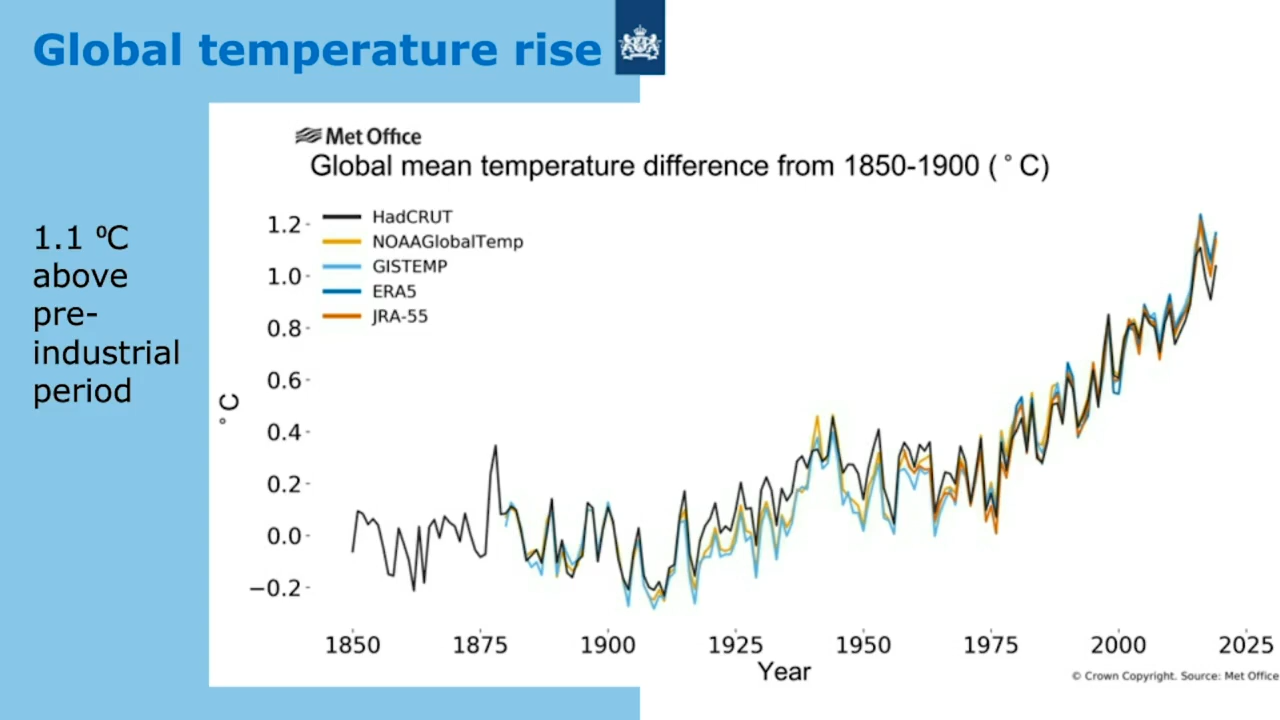 Global temperature rise
1.1 ⁰C
above
pre-
industrial
period
Met Office
Global mean temperature difference from 1850-1900 (°C)
HadCRUT
NOAAGlobalTemp
GISTEMP
ERA5
JRA-55
1.2
1.0
0.8
0.6
0.4
0.2
0.0
−0.2
°C
1850 1875 1900 1925 1950 1975 2000 2025
Year
© Crown Copyright. Source: Met Office